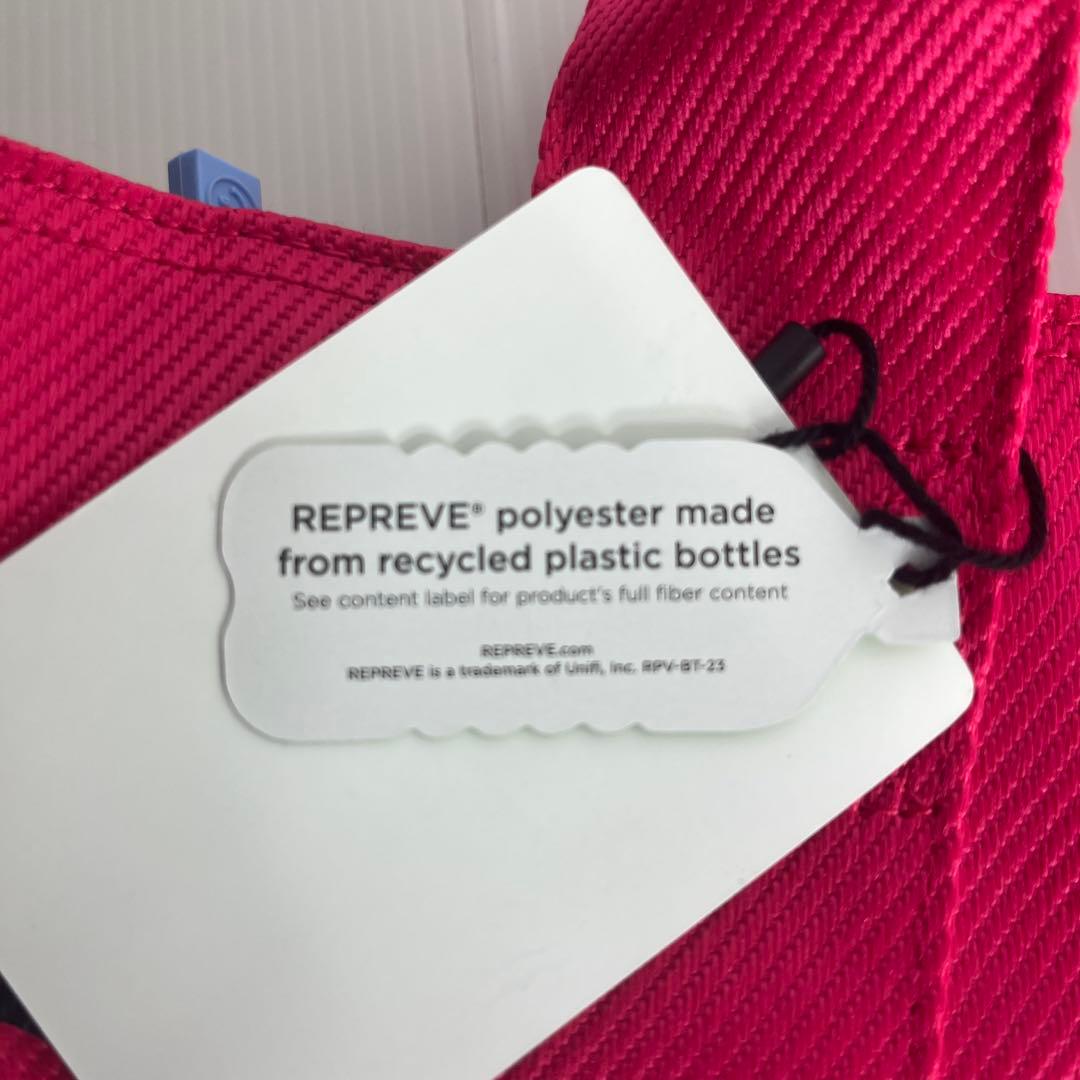 REPREVE® polyester made
from recycled plastic bottles
See content label for product's full fiber content
REPREVE.com
REPREVE is a trademark of Unifi, Inc. RPV-BT-23